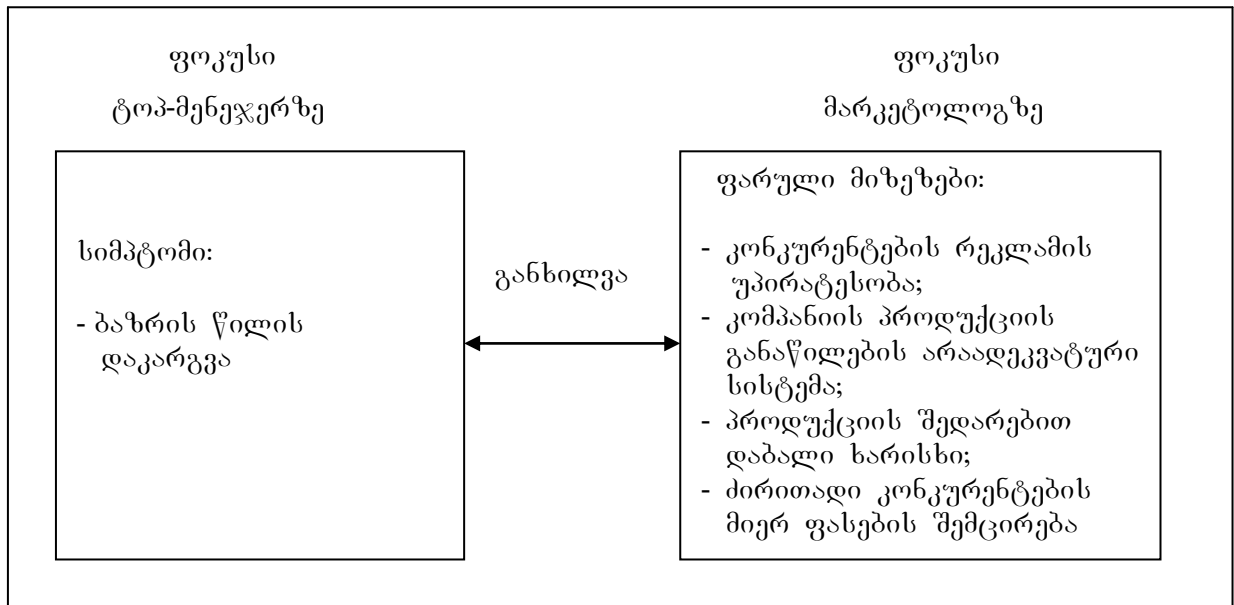 ფოკუსი
ტოპ-მენეჯერზე
ფოკუსი
მარკეტოლოგზე
სიმპტომი:
- ბაზრის წილის
დაკარგვა
განხილვა
ფარული მიზეზები:
- კონკურენტების რეკლამის
უპირატესობა;
- კომპანიის პროდუქციის
განაწილების არაადეკვატური
სისტემა;
- პროდუქციის შედარებით
დაბალი ხარისხი;
- ძირითადი კონკურენტების
მიერ ფასების შემცირება